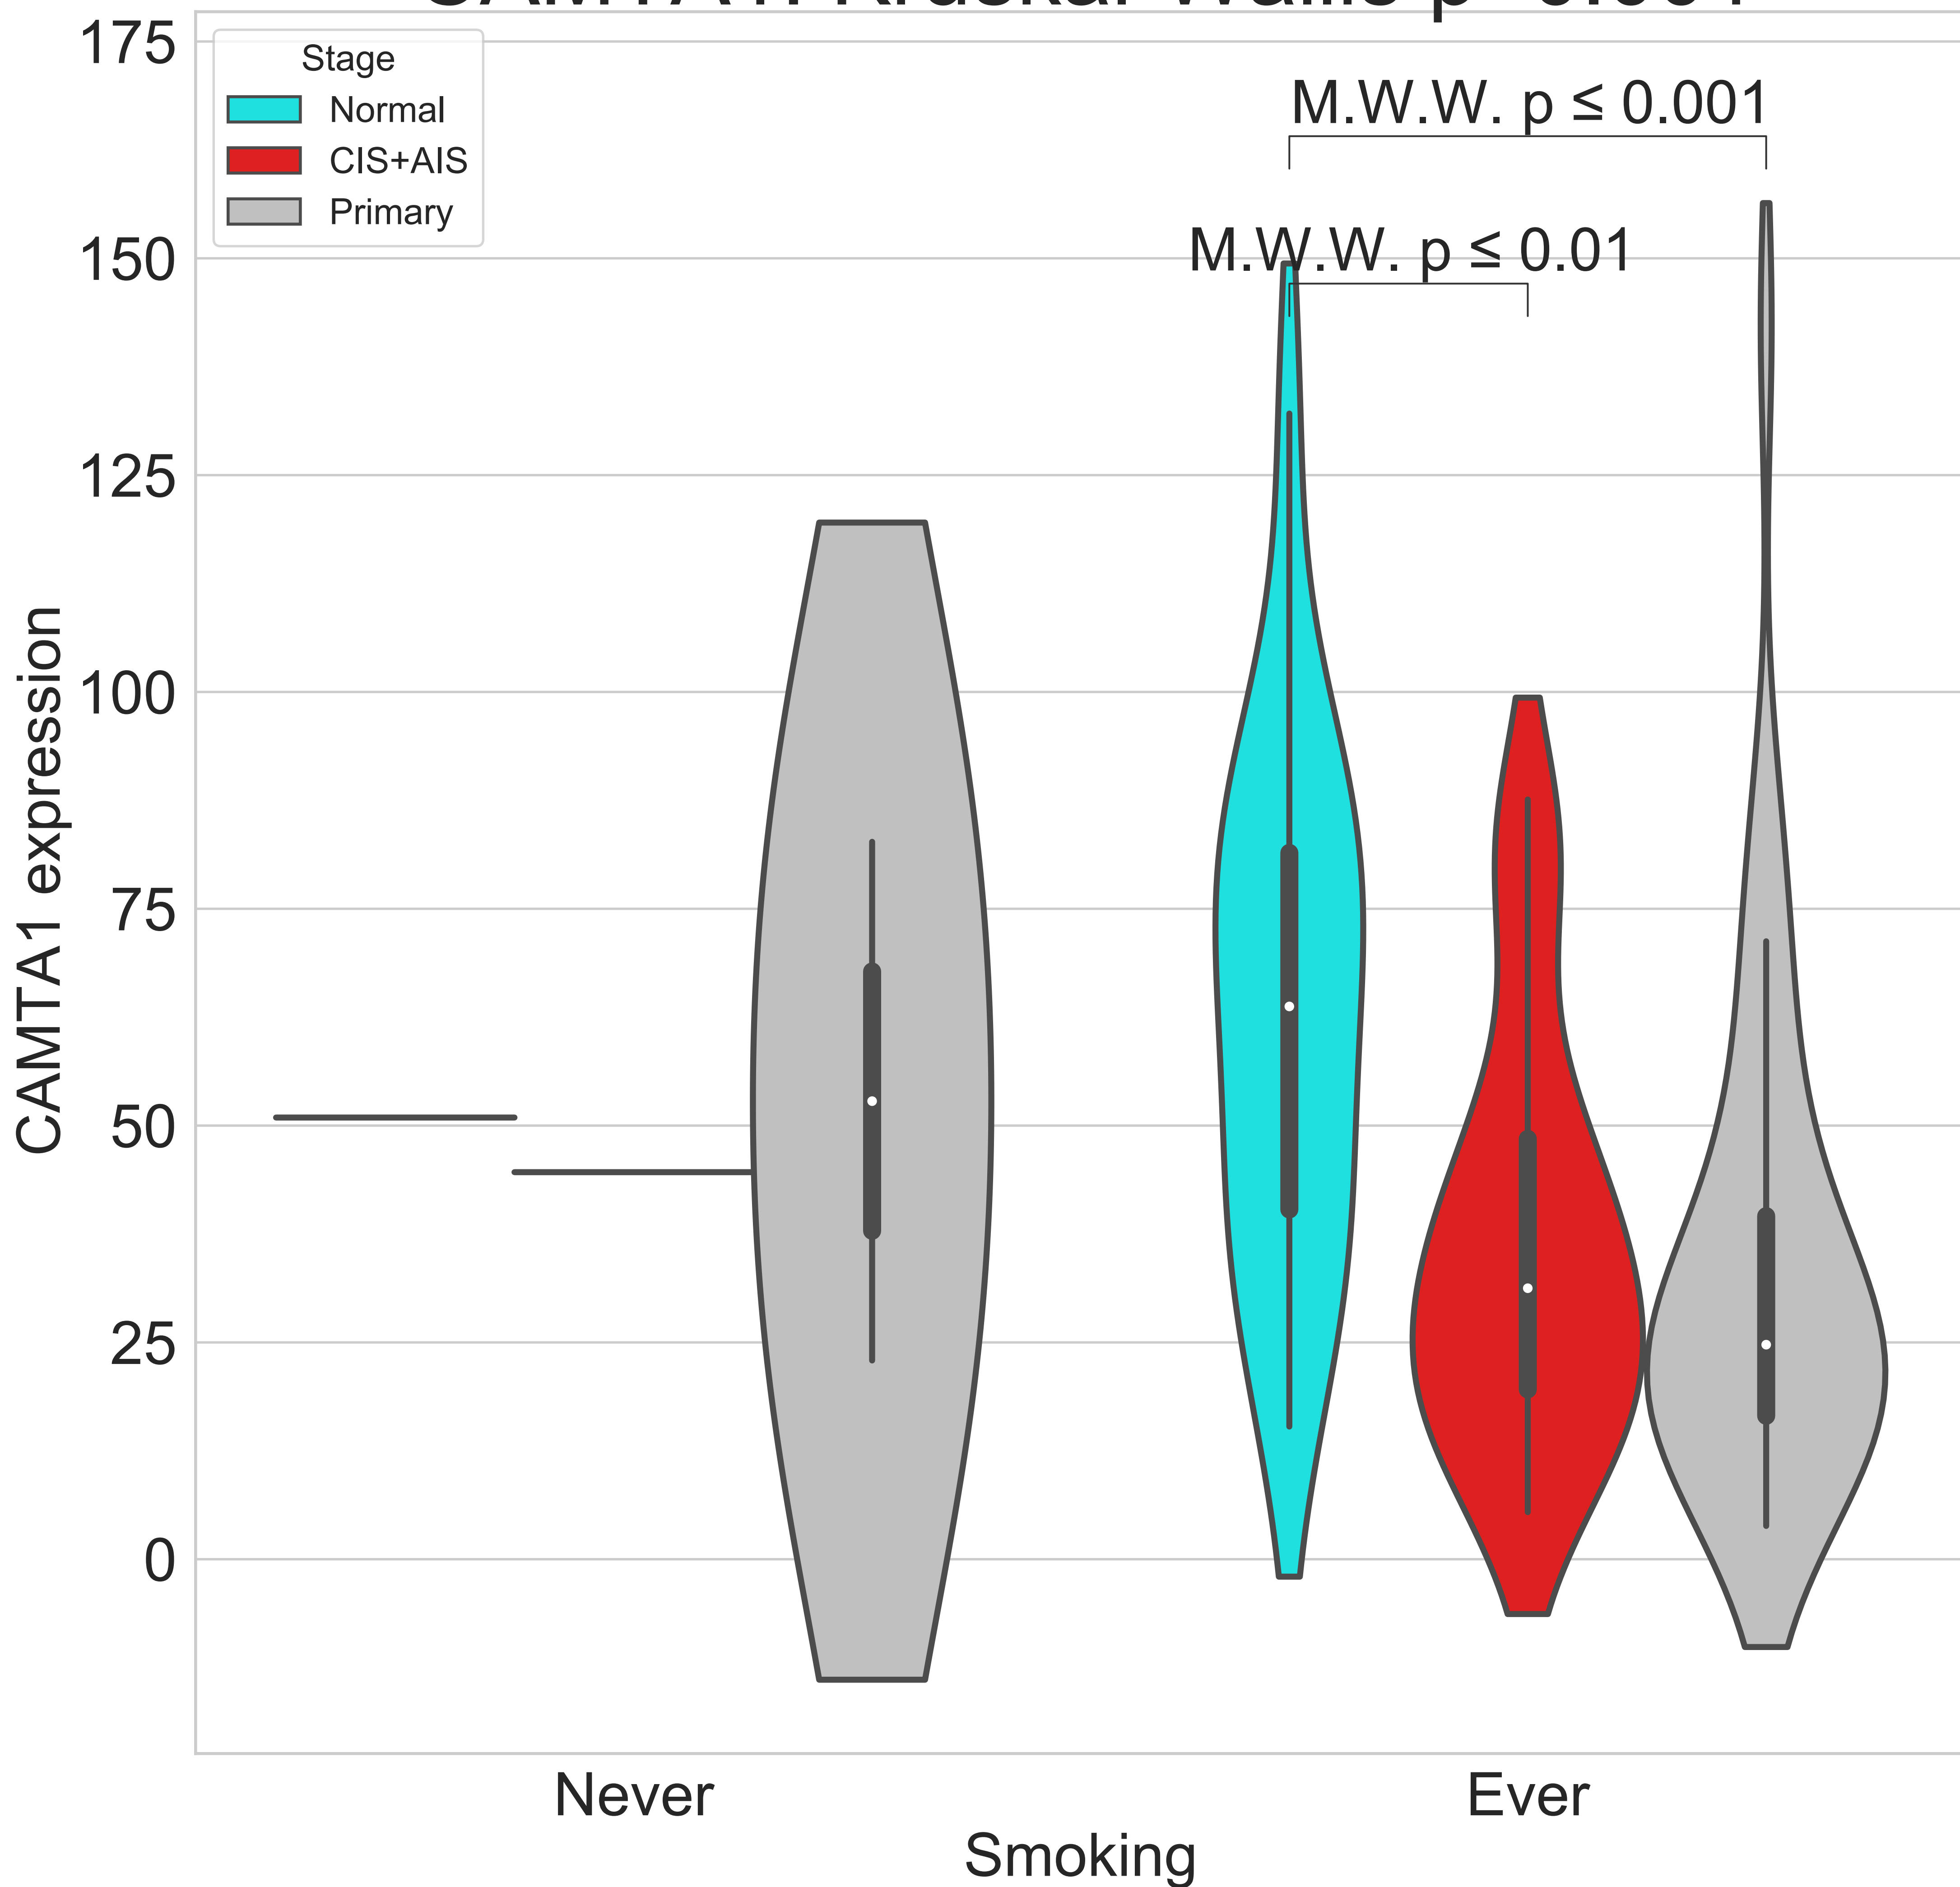 175
150
125
100
75
50
25
0
CAMTA1 expression
Stage
Normal
CIS+AIS
Primary
M.W.W. p ≤ 0.001
M.W.W. p ≤ 0.01
Never
Ever
Smoking